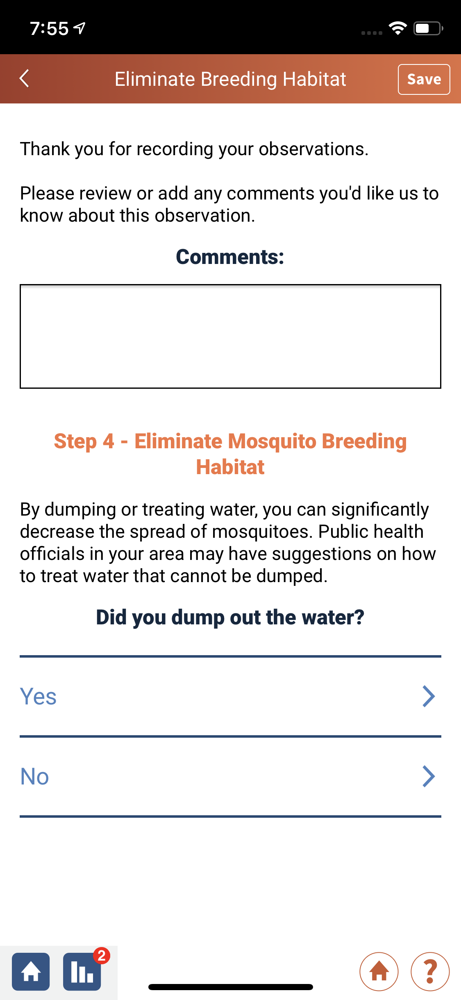 7:55
Eliminate Breeding Habitat
Save
Thank you for recording your observations.
Please review or add any comments you'd like us to
know about this observation.
Comments:
Step 4 - Eliminate Mosquito Breeding
Habitat
By dumping or treating water, you can significantly
decrease the spread of mosquitoes. Public health
officials in your area may have suggestions on how
to treat water that cannot be dumped.
Did you dump out the water?
Yes
No
2
?